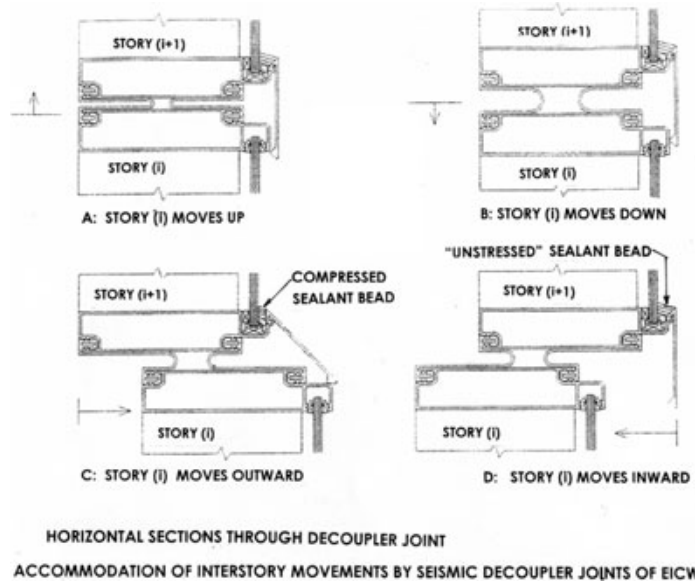 STORY (i+1)
STORY (i)
A: STORY (i) MOVES UP
STORY (i+1)
STORY (i)
B: STORY (i) MOVES DOWN
COMPRESSED
SEALANT BEAD
STORY (i+1)
STORY (i)
C: STORY (i) MOVES OUTWARD
"UNSTRESSED" SEALANT BEAD
STORY (i+1)
STORY (i)
D: STORY (i) MOVES INWARD
HORIZONTAL SECTIONS THROUGH DECOUPLER JOINT
ACCOMMODATION OF INTERSTORY MOVEMENTS BY SEISMIC DECOUPLER JOINTS OF EICW